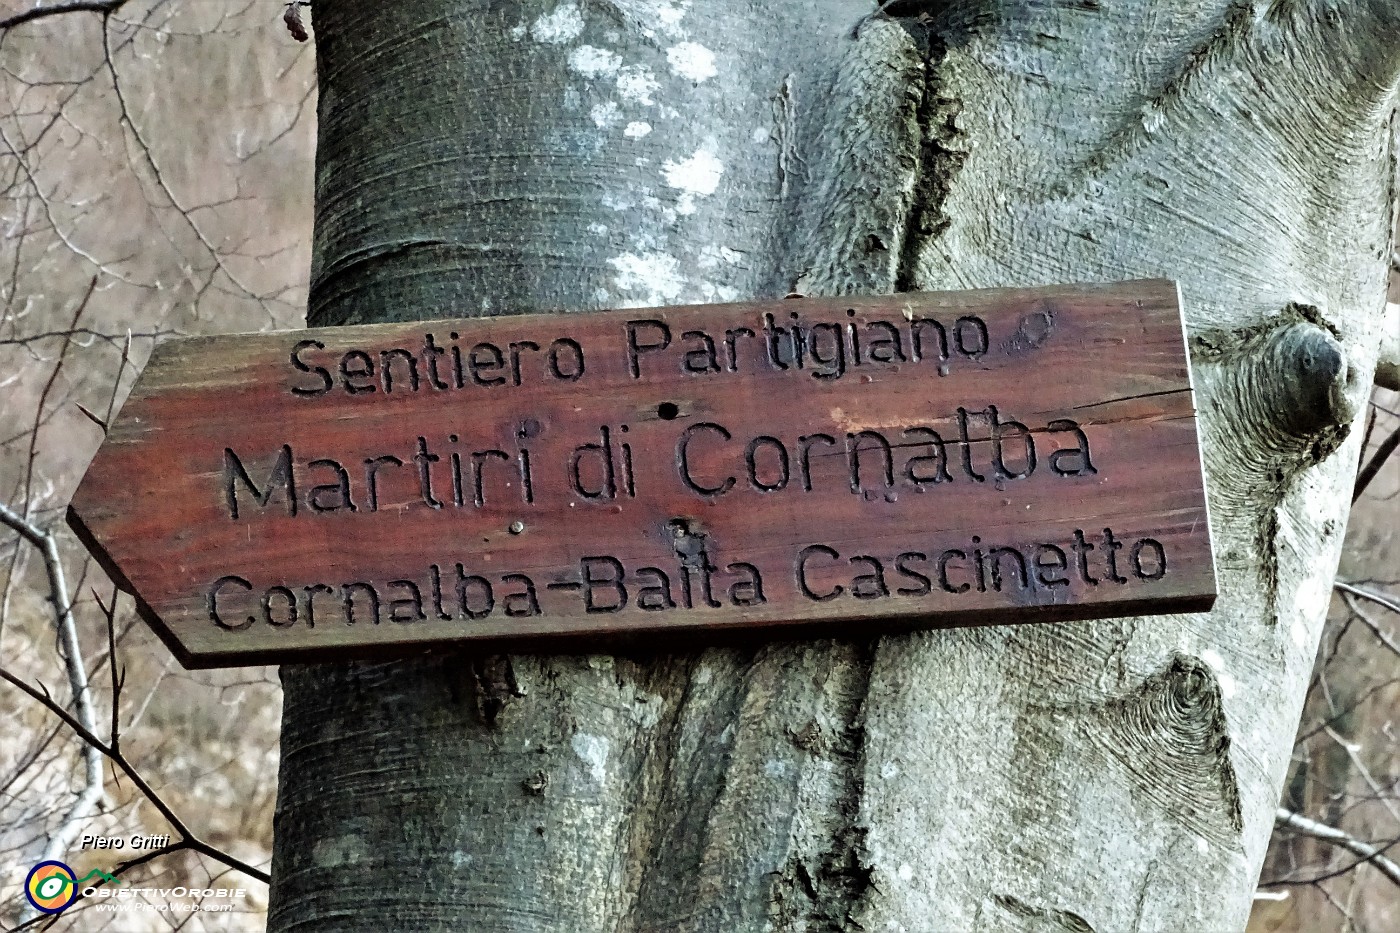 Sentiero Partigiano
Martiri di Cornalba
Cornalba-Baita Cascinetto
Piero Gritti
ObiettivOrobie
www.PieroWeb.com